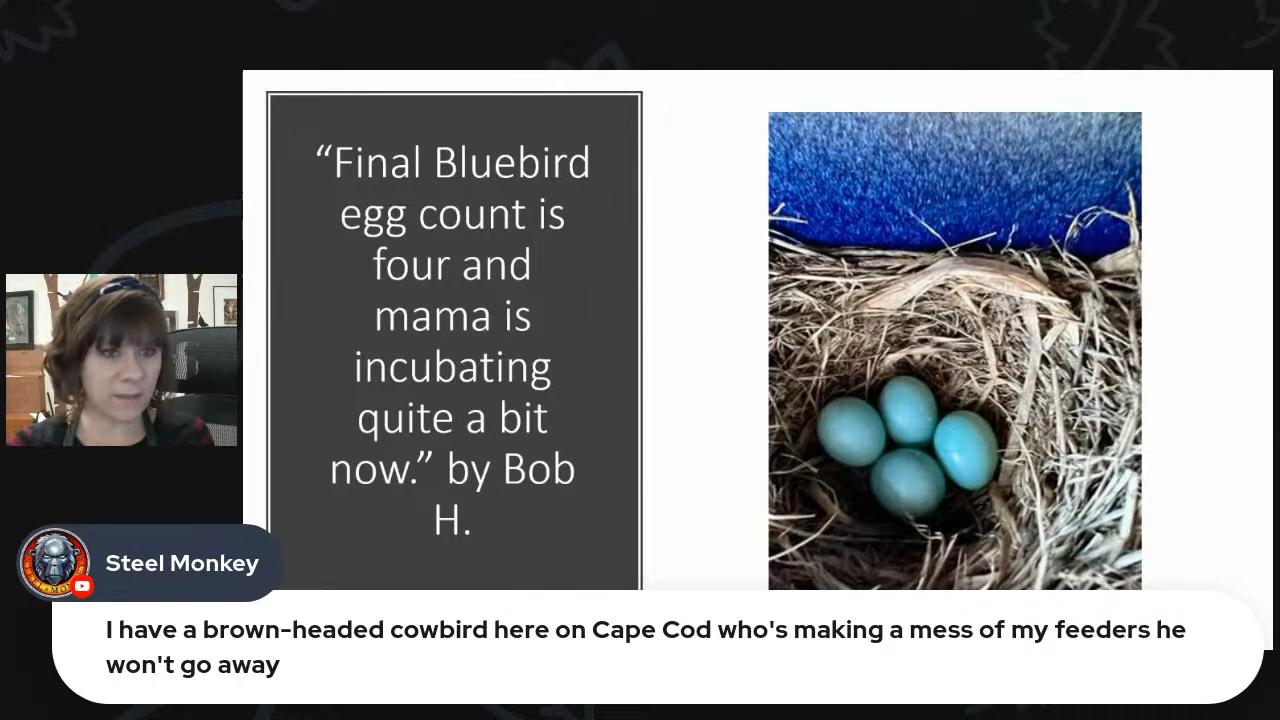 “Final Bluebird
egg count is
four and
mama is
incubating
quite a bit
now.” by Bob
H.
Steel Monkey
I have a brown-headed cowbird here on Cape Cod who's making a mess of my feeders he
won't go away